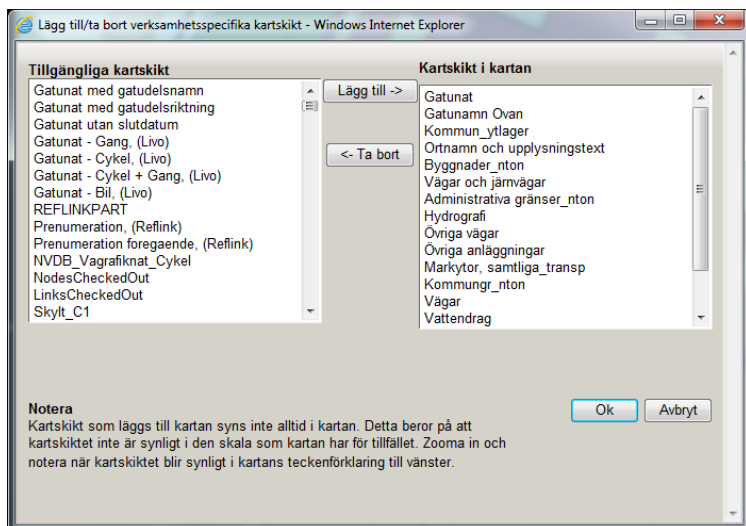 Lägg till/ta bort verksamhetsspecifika kartskikt - Windows Internet Explorer
Tillgängliga kartskikt
Gatunat med gatudelsnamn
Gatunat med gatudelsriktning
Gatunat utan slutdatum
Gatunat - Gang, (Livo)
Gatunat - Cykel, (Livo)
Gatunat - Cykel + Gang, (Livo)
Gatunat - Bil, (Livo)
REFLINKPART
Prenumeration, (Reflink)
Prenumeration foregaende, (Reflink)
NVDB_Vagrafiknat_Cykel
NodesCheckedOut
LinksCheckedOut
Skylt_C1
Lägg till ->
<- Ta bort
Kartskikt i kartan
Gatunat
Gatunamn Ovan
Kommun_ytlager
Ortnamn och upplysningstext
Byggnader_nton
Vägar och järnvägar
Administrativa gränser_nton
Hydrografi
Övriga vägar
Övriga anläggningar
Markytor, samtliga_transp
Kommungr_nton
Vägar
Vattendrag
Notera
Kartskikt som läggs till kartan syns inte alltid i kartan. Detta beror på att
kartskiktet inte är synligt i den skala som kartan har för tillfället. Zooma in och
notera när kartskiktet blir synligt i kartans teckenförklaring till vänster.
Ok
Avbryt